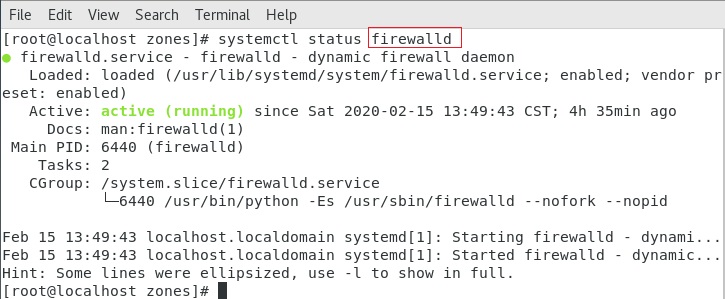 File Edit View Search Terminal Help
[root@localhost zones]# systemctl status firewalld
● firewalld.service - firewalld - dynamic firewall daemon
Loaded: loaded (/usr/lib/systemd/system/firewalld.service; enabled; vendor pr
eset: enabled)
Active: active (running) since Sat 2020-02-15 13:49:43 CST; 4h 35min ago
Docs: man:firewalld(1)
Main PID: 6440 (firewalld)
Tasks: 2
CGroup: /system.slice/firewalld.service
└─6440 /usr/bin/python -Es /usr/sbin/firewalld --nofork --nopid
Feb 15 13:49:43 localhost.localdomain systemd[1]: Starting firewalld - dynami...
Feb 15 13:49:43 localhost.localdomain systemd[1]: Started firewalld - dynamic...
Hint: Some lines were ellipsized, use -l to show in full.
[root@localhost zones]#